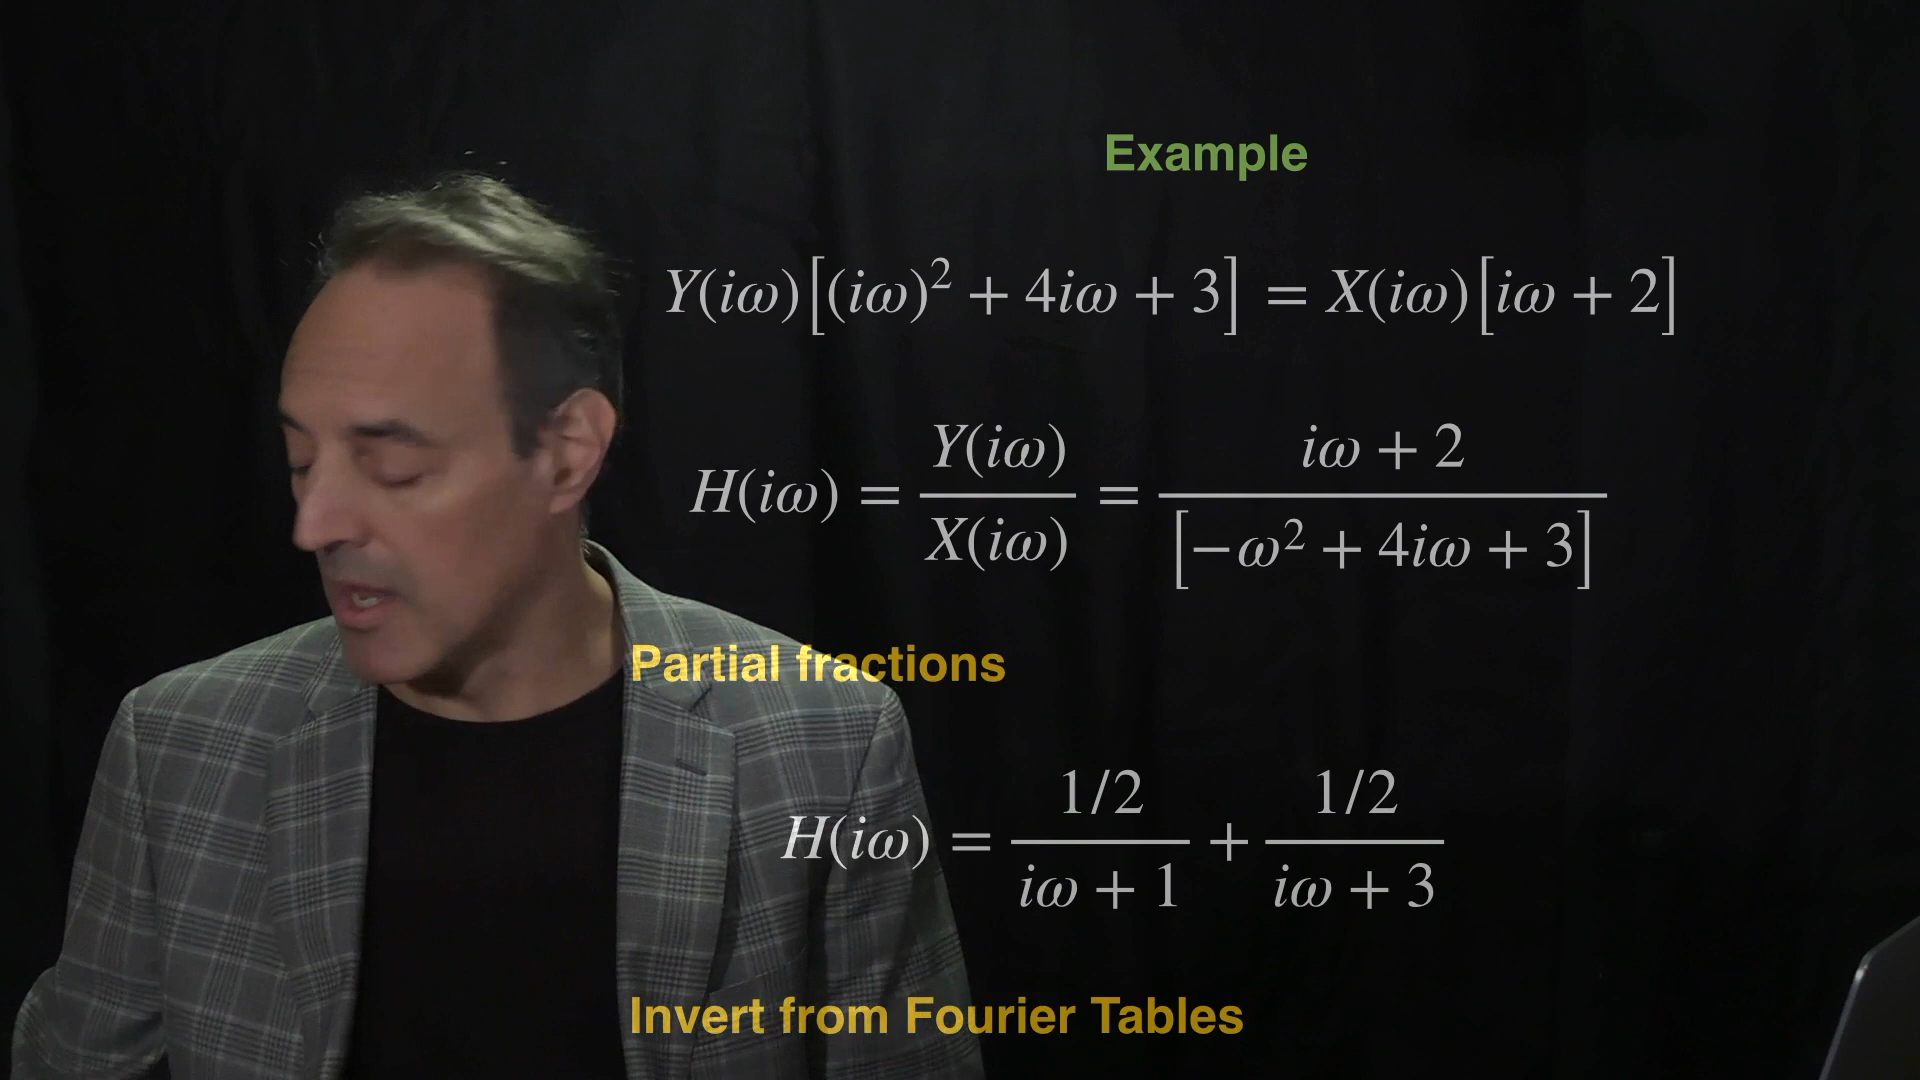 Example
Y(iω)[(iω)² + 4iω + 3] = X(iω)[iω + 2]
H(iω) = Y(iω)/X(iω) = iω + 2/[−ω² + 4iω + 3]
Partial fractions
H(iω) = 1/2/iω + 1 + 1/2/iω + 3
Invert from Fourier Tables